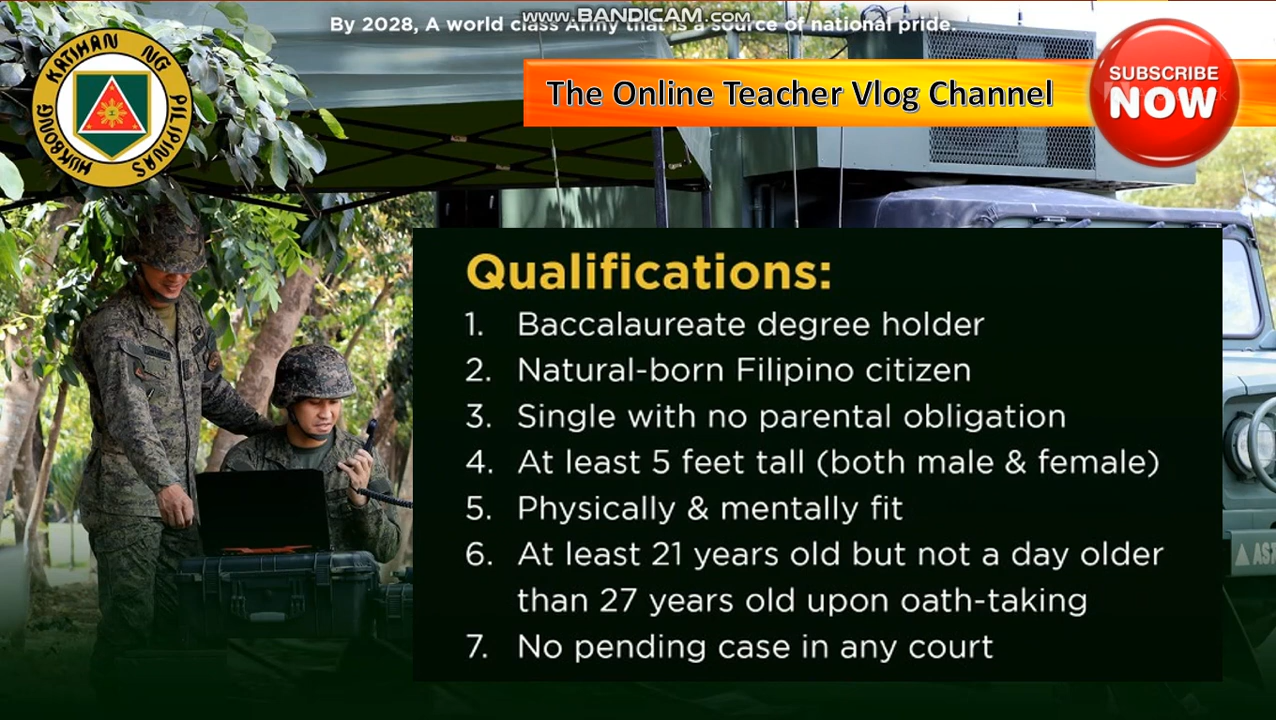 www.BANDICAM.com
By 2028, A world class Army that is a source of national pride.
HUKBONG KATIHAN NG PILIPINAS
The Online Teacher Vlog Channel
SUBSCRIBE
NOW
Qualifications:
1. Baccalaureate degree holder
2. Natural-born Filipino citizen
3. Single with no parental obligation
4. At least 5 feet tall (both male & female)
5. Physically & mentally fit
6. At least 21 years old but not a day older
than 27 years old upon oath-taking
7. No pending case in any court